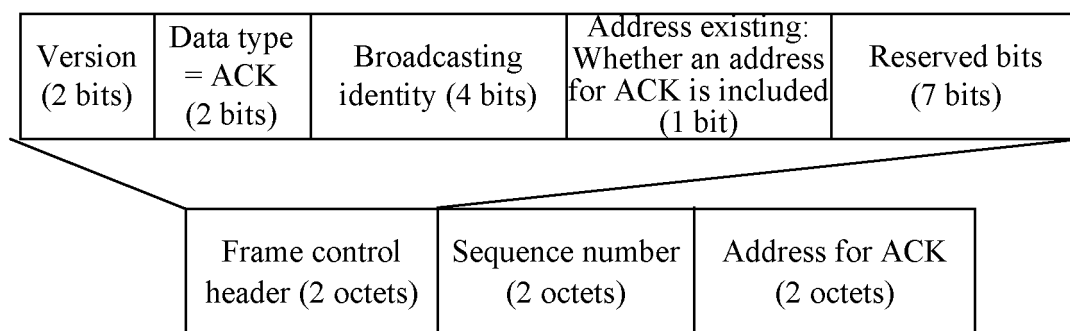 Version
(2 bits)
Data type
= ACK
(2 bits)
Broadcasting
identity (4 bits)
Address existing:
Whether an address
for ACK is included
(1 bit)
Reserved bits
(7 bits)
Frame control
header (2 octets)
Sequence number
(2 octets)
Address for ACK
(2 octets)